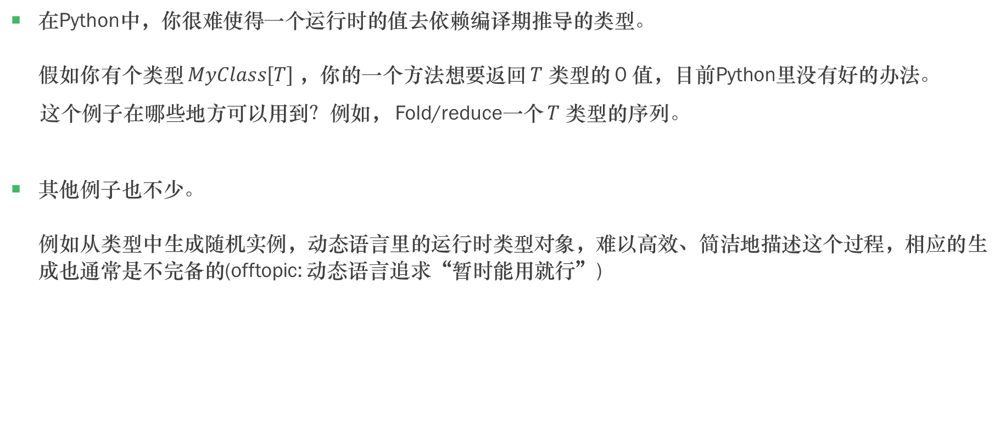 在Python中，你很难使得一个运行时的值去依赖编译期推导的类型。
假如你有个类型 MyClass[T] ，你的一个方法想要返回 T 类型的 0 值，目前Python里没有好的办法。
这个例子在哪些地方可以用到？例如， Fold/reduce一个 T 类型的序列。
其他例子也不少。
例如从类型中生成随机实例，动态语言里的运行时类型对象，难以高效、简洁地描述这个过程，相应的生
成也通常是不完备的(offtopic: 动态语言追求“暂时能用就行”)